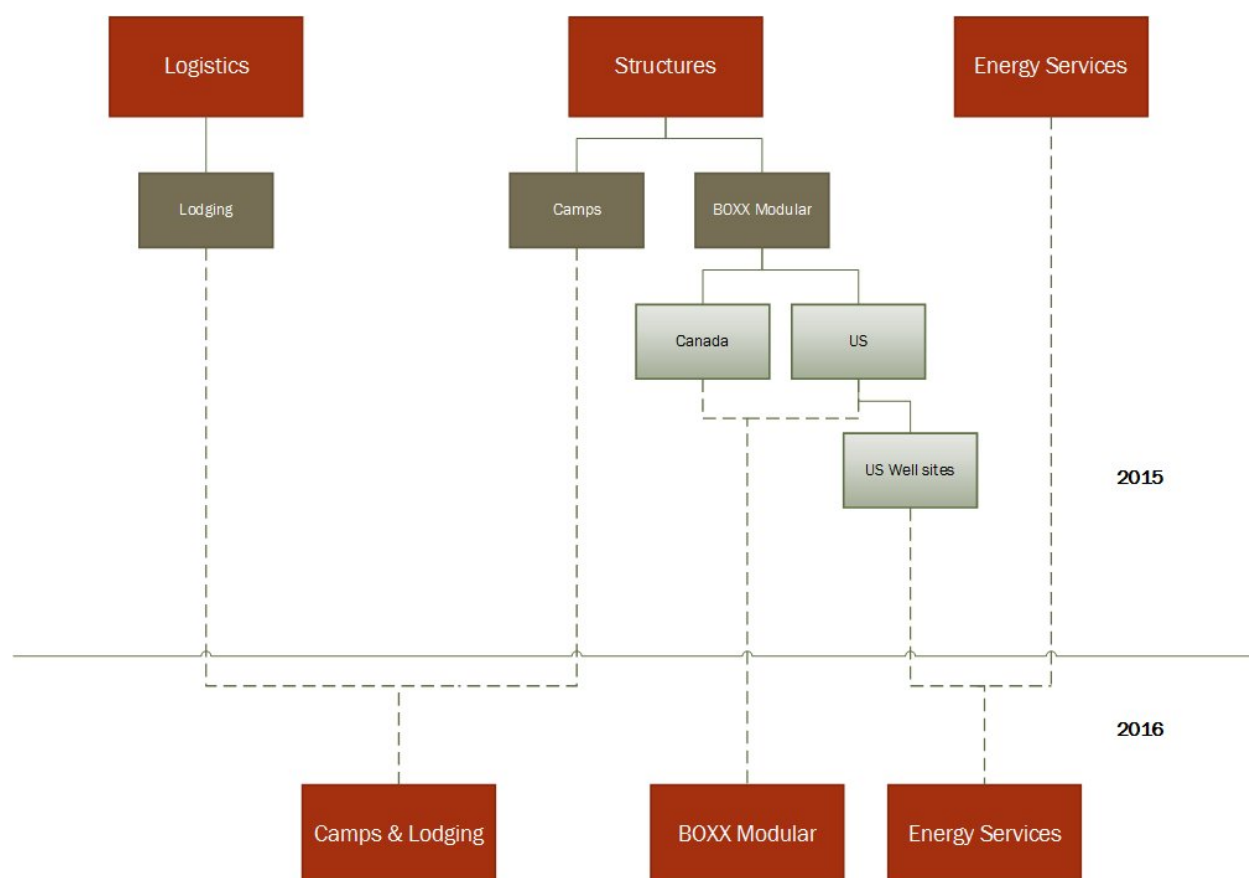 Logistics
Structures
Energy Services
Lodging
Camps
BOXX Modular
Canada
US
US Well sites
2015
2016
Camps & Lodging
BOXX Modular
Energy Services